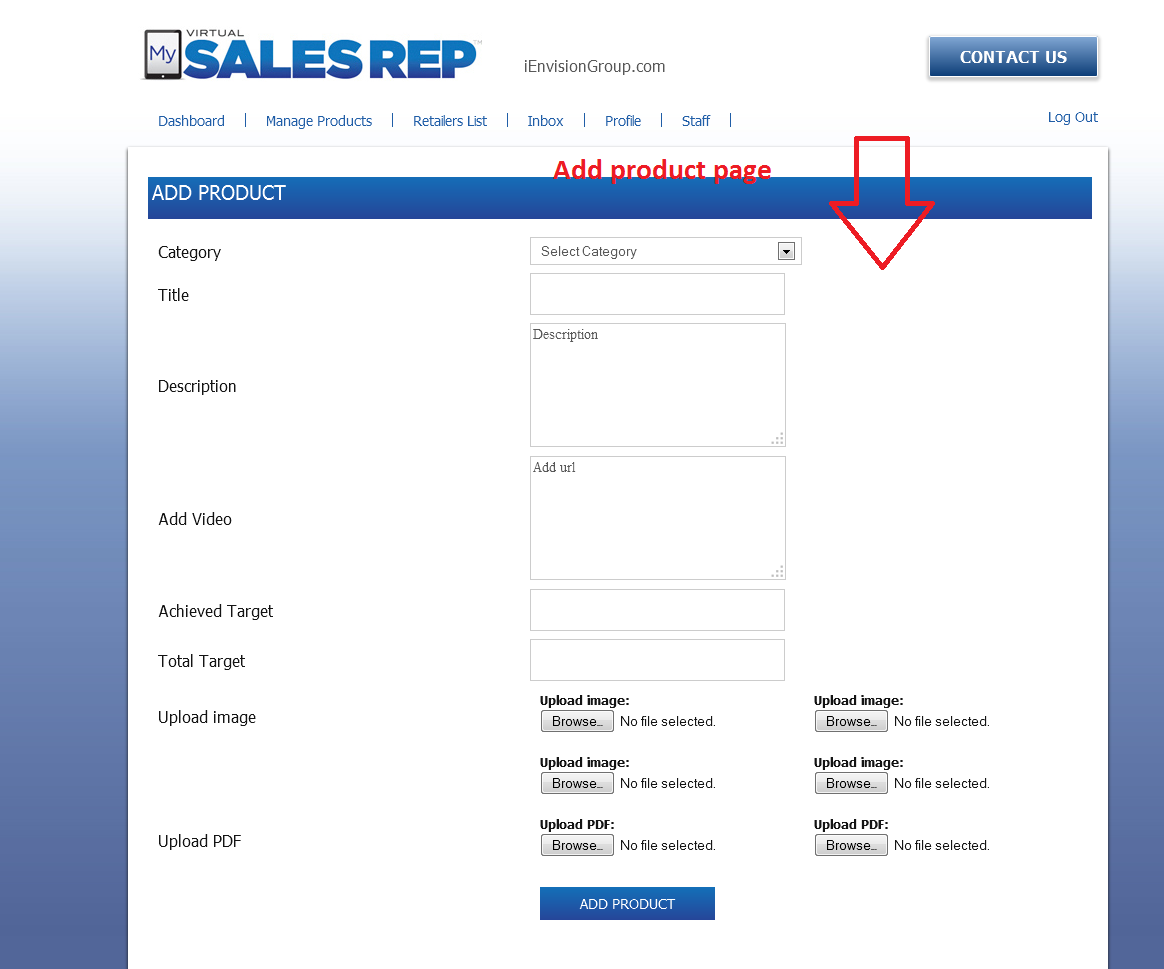 VIRTUAL
My SALES REP™
iEnvisionGroup.com
CONTACT US
Dashboard | Manage Products | Retailers List | Inbox | Profile | Staff |
Log Out
Add product page
ADD PRODUCT
Category
Select Category
Title
Description
Description
Add Video
Add url
Achieved Target
Total Target
Upload image
Upload image: Upload image:
Browse... No file selected. Browse... No file selected.
Upload image: Upload image:
Browse... No file selected. Browse... No file selected.
Upload PDF
Upload PDF: Upload PDF:
Browse... No file selected. Browse... No file selected.
ADD PRODUCT